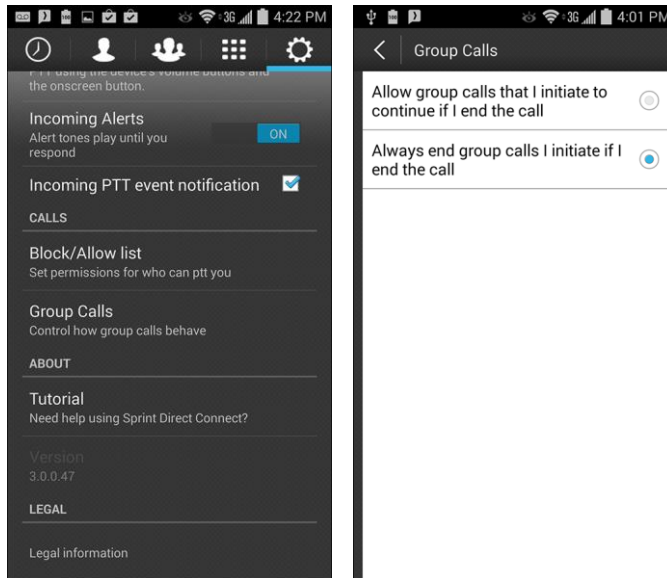 3G 4:22 PM
PTT using the device's volume buttons and
the onscreen button.
Incoming Alerts
Alert tones play until you
respond
ON
Incoming PTT event notification
CALLS
Block/Allow list
Set permissions for who can ptt you
Group Calls
Control how group calls behave
ABOUT
Tutorial
Need help using Sprint Direct Connect?
Version
3.0.0.47
LEGAL
Legal information
3G 4:01 PM
Group Calls
Allow group calls that I initiate to
continue if I end the call
Always end group calls I initiate if I
end the call